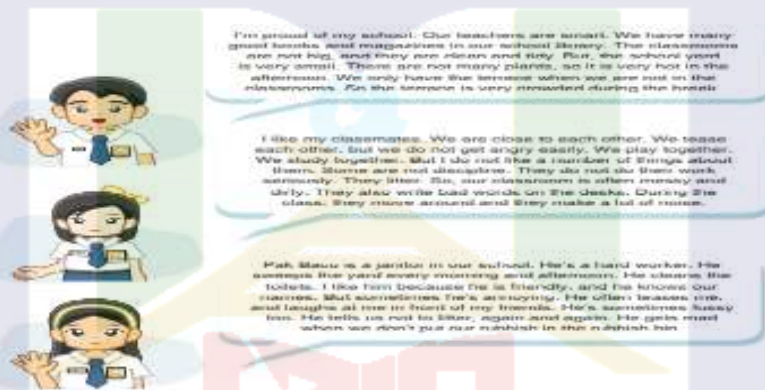 I'm proud of my school. Our teachers are smart. We have many
good books and magazines in our school library. The classrooms
are not big, and they are clean and tidy. But, the school yard
is very small. There are not many plants, so it is very hot in the
afternoon. We only have the terrace when we are not in the
classrooms. So the terrace is very crowded during the break
I like my classmates. We are close to each other. We tease
each other, but we do not get angry easily. We play together.
We study together. But I do not like a number of things about
them. Some are not discipline. They do not do their work
seriously. They litter. So, our classroom is often messy and
dirty. They also write bad words on the desks. During the
class, they move around and they make a lot of noise.
Pak Banu is a janitor in our school. He's a hard worker. He
sweeps the yard every morning and afternoon. He cleans the
toilets. I like him because he is friendly, and he knows our
names. But sometimes he's annoying. He often teases me,
and laughs at me in front of my friends. He's sometimes fussy
too. He tells us not to litter, again and again. He gets mad
when we don't put our rubbish in the rubbish bin